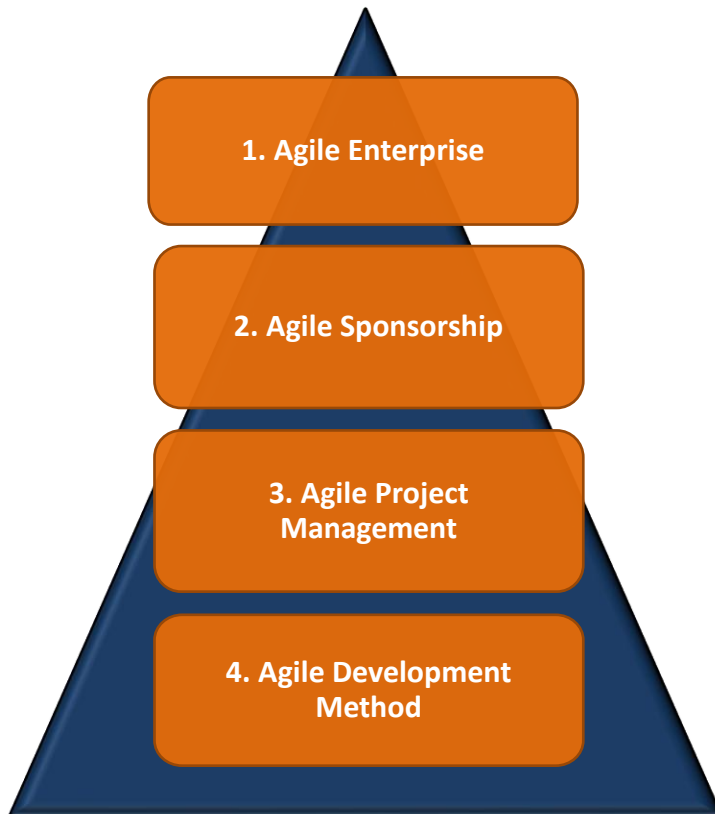 1. Agile Enterprise
2. Agile Sponsorship
3. Agile Project
Management
4. Agile Development
Method